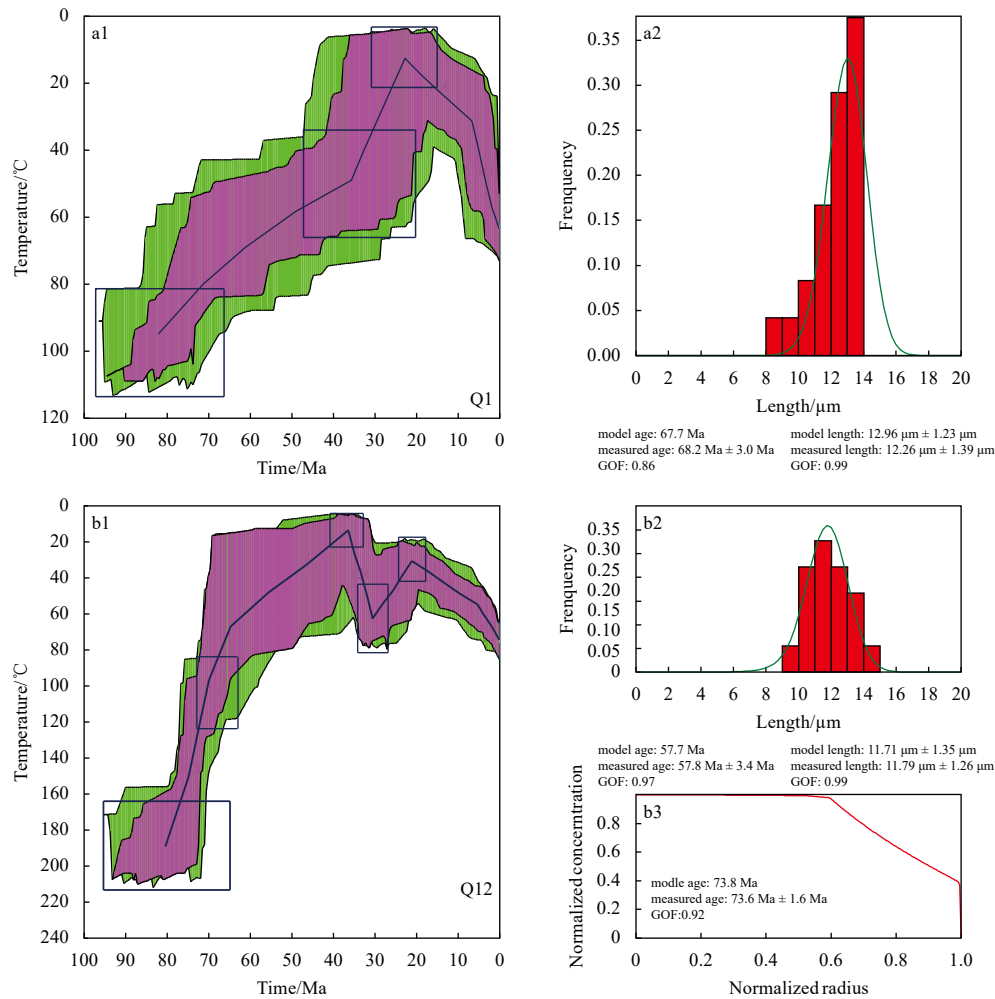 a1
0
20
40
60
80
100
120
Temperature/℃
Q1
100 90 80 70 60 50 40 30 20 10 0
Time/Ma
a2
0.35
0.30
0.25
0.20
0.15
0.10
0.05
0.00
Frenquency
0 2 4 6 8 10 12 14 16 18 20
Length/μm
model age: 67.7 Ma
measured age: 68.2 Ma ± 3.0 Ma
GOF: 0.86
model length: 12.96 μm ± 1.23 μm
measured length: 12.26 μm ± 1.39 μm
GOF: 0.99
b1
0
20
40
60
80
100
120
140
160
180
200
220
240
Temperature/℃
Q12
100 90 80 70 60 50 40 30 20 10 0
Time/Ma
b2
0.35
0.30
0.25
0.20
0.15
0.05
0
Frenquency
0 2 4 6 8 10 12 14 16 18 20
Length/μm
model age: 57.7 Ma
measured age: 57.8 Ma ± 3.4 Ma
GOF: 0.97
model length: 11.71 μm ± 1.35 μm
measured length: 11.79 μm ± 1.26 μm
GOF: 0.99
b3
0.8
0.6
0.4
0.2
0
Normalized concerntration
modle age: 73.8 Ma
measured age: 73.6 Ma ± 1.6 Ma
GOF:0.92
0 0.2 0.4 0.6 0.8 1.0
Normalized radius